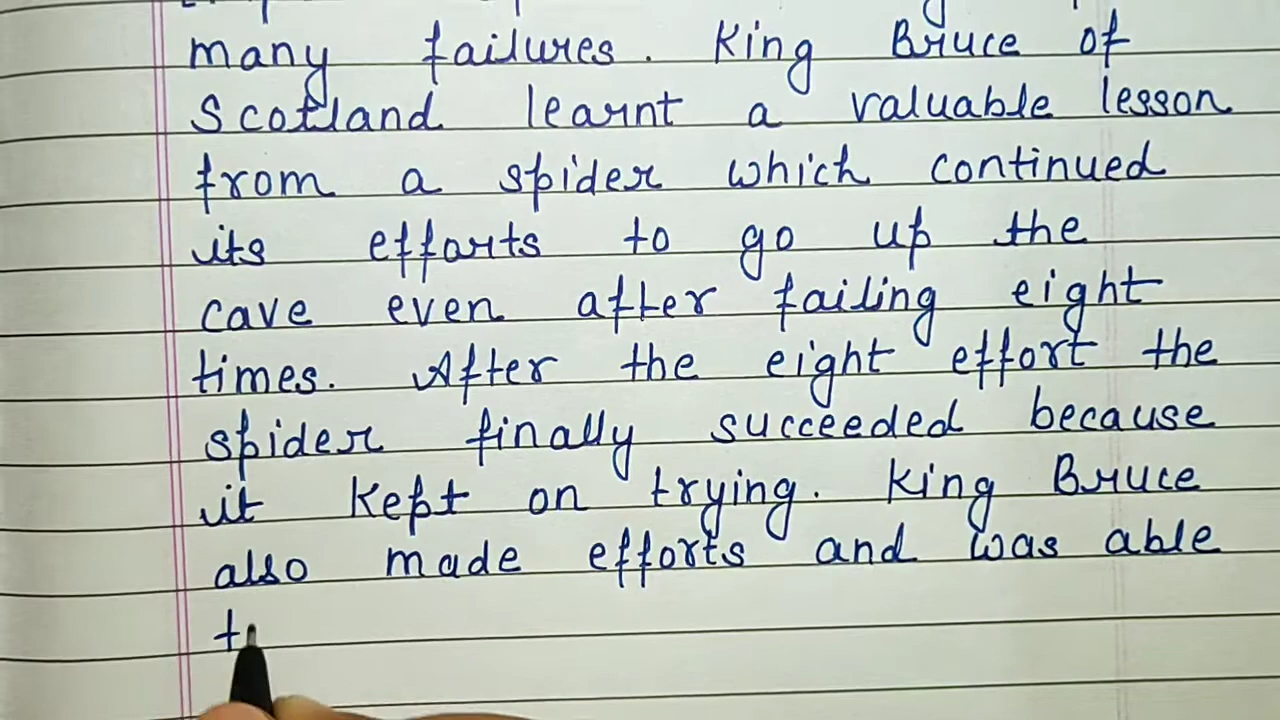 many failures. King Bruce of
Scotland learnt a valuable lesson
from a spider which continued
its efforts to go up the
cave even after failing eight
times. After the eight effort the
spider finally succeeded because
it kept on trying. King Bruce
also made efforts and was able
t